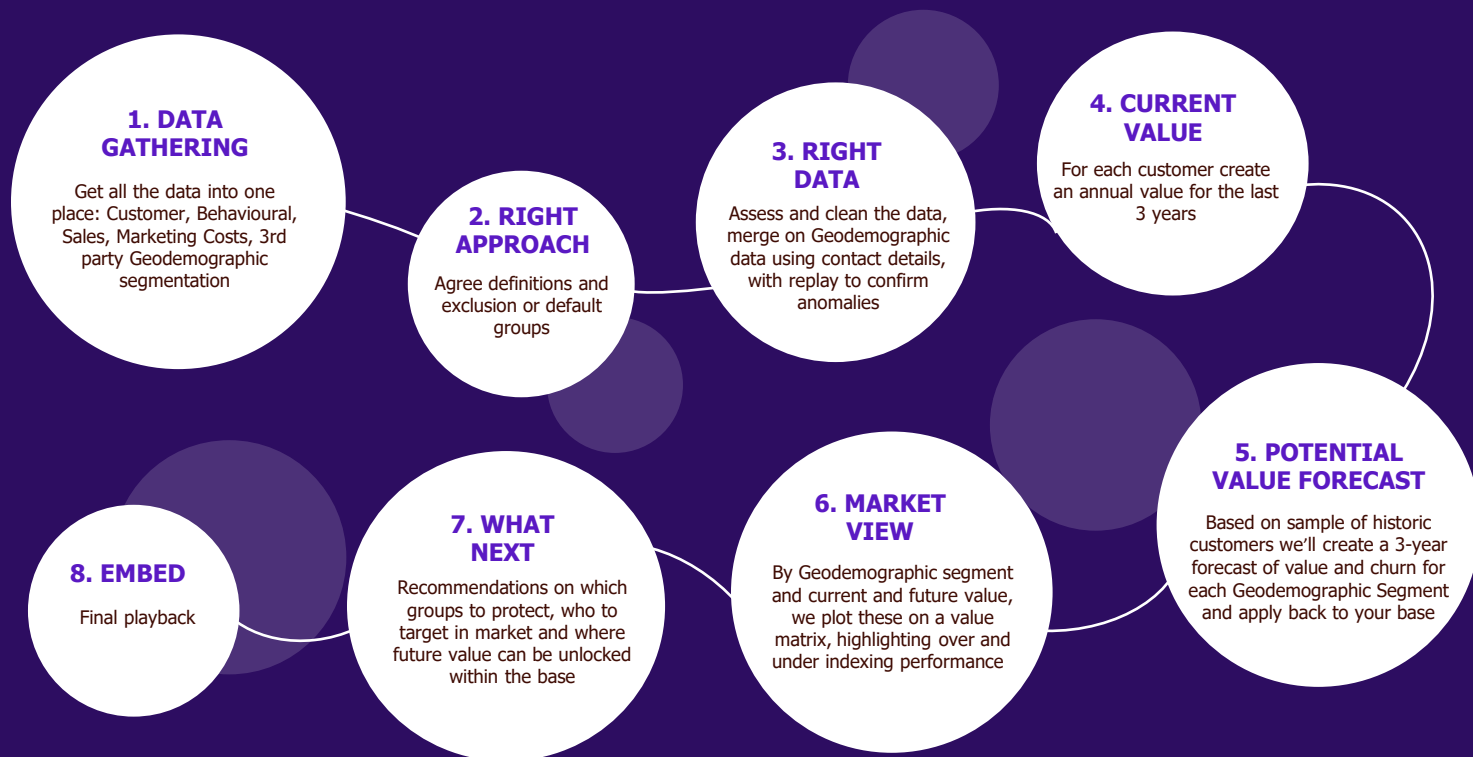 1. DATA
GATHERING
Get all the data into one
place: Customer, Behavioural,
Sales, Marketing Costs, 3rd
party Geodemographic
segmentation
2. RIGHT
APPROACH
Agree definitions and
exclusion or default
groups
3. RIGHT
DATA
Assess and clean the data,
merge on Geodemographic
data using contact details,
with replay to confirm
anomalies
4. CURRENT
VALUE
For each customer create
an annual value for the last
3 years
5. POTENTIAL
VALUE FORECAST
Based on sample of historic
customers we’ll create a 3-year
forecast of value and churn for
each Geodemographic Segment
and apply back to your base
6. MARKET
VIEW
By Geodemographic segment
and current and future value,
we plot these on a value
matrix, highlighting over and
under indexing performance
7. WHAT
NEXT
Recommendations on which
groups to protect, who to
target in market and where
future value can be unlocked
within the base
8. EMBED
Final playback